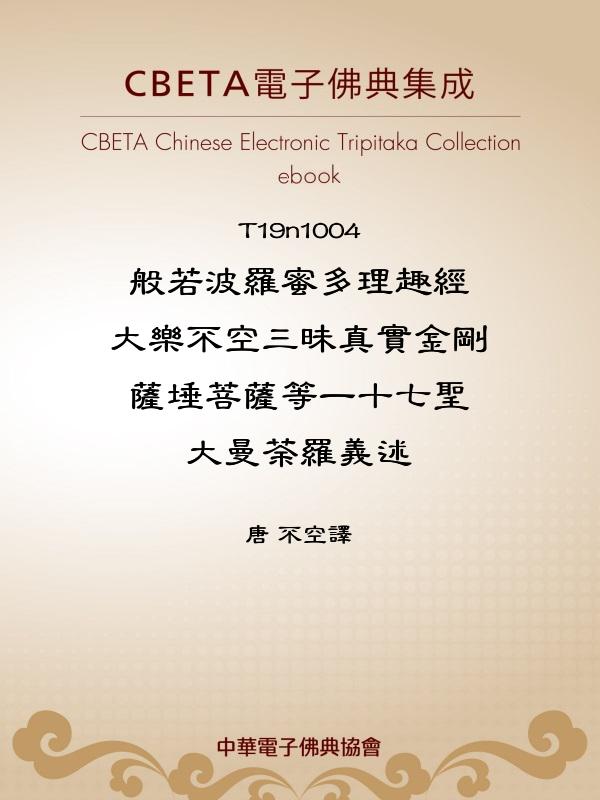 CBETA電子佛典集成
CBETA Chinese Electronic Tripitaka Collection
ebook
T19n1004
般若波羅蜜多理趣經
大樂不空三昧真實金剛
薩埵菩薩等一十七聖
大曼荼羅義述
唐 不空譯
中華電子佛典協會